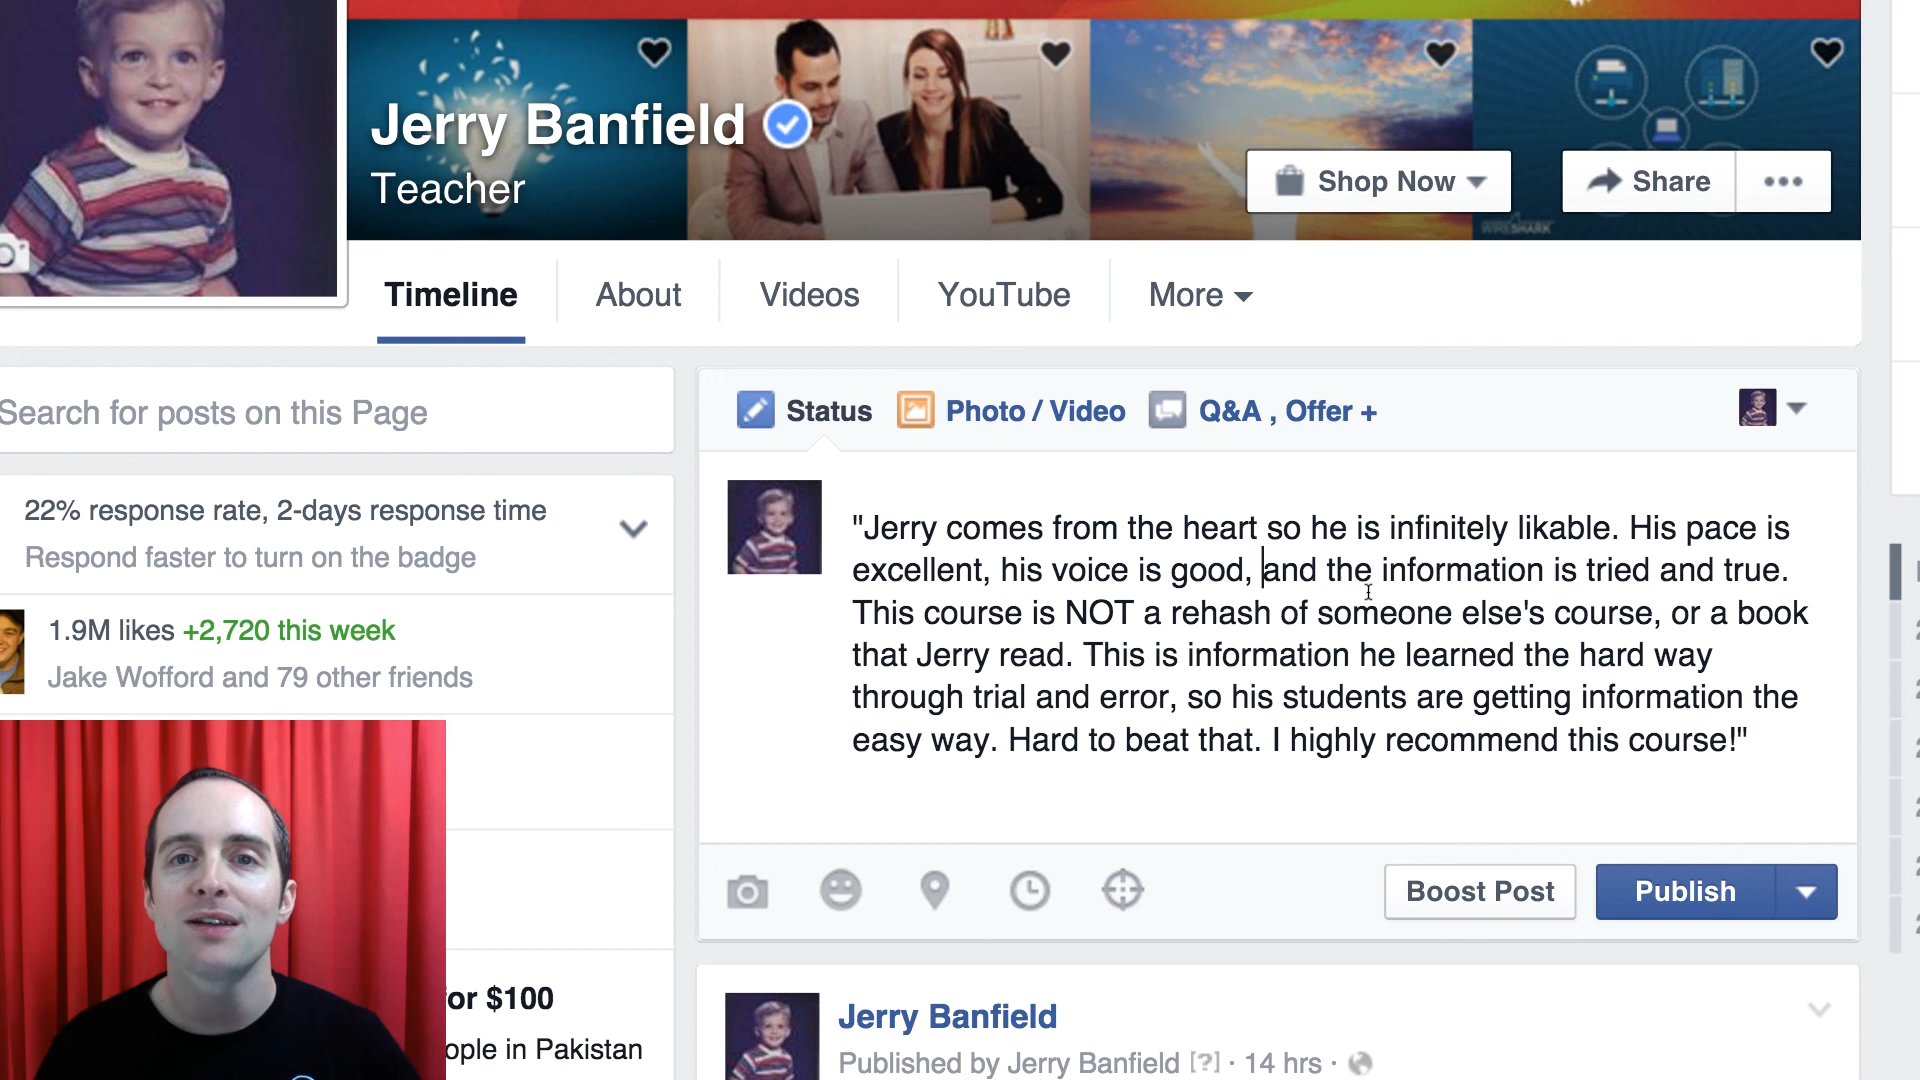 Jerry Banfield
Teacher
Shop Now
Share
WIRESHARK
Timeline
About
Videos
YouTube
More
Search for posts on this Page
22% response rate, 2-days response time
Respond faster to turn on the badge
1.9M likes +2,720 this week
Jake Wofford and 79 other friends
or $100
ople in Pakistan
Status
Photo / Video
Q&A , Offer +
"Jerry comes from the heart so he is infinitely likable. His pace is
excellent, his voice is good, and the information is tried and true.
This course is NOT a rehash of someone else's course, or a book
that Jerry read. This is information he learned the hard way
through trial and error, so his students are getting information the
easy way. Hard to beat that. I highly recommend this course!"
Boost Post
Publish
Jerry Banfield
Published by Jerry Banfield [?] · 14 hrs ·